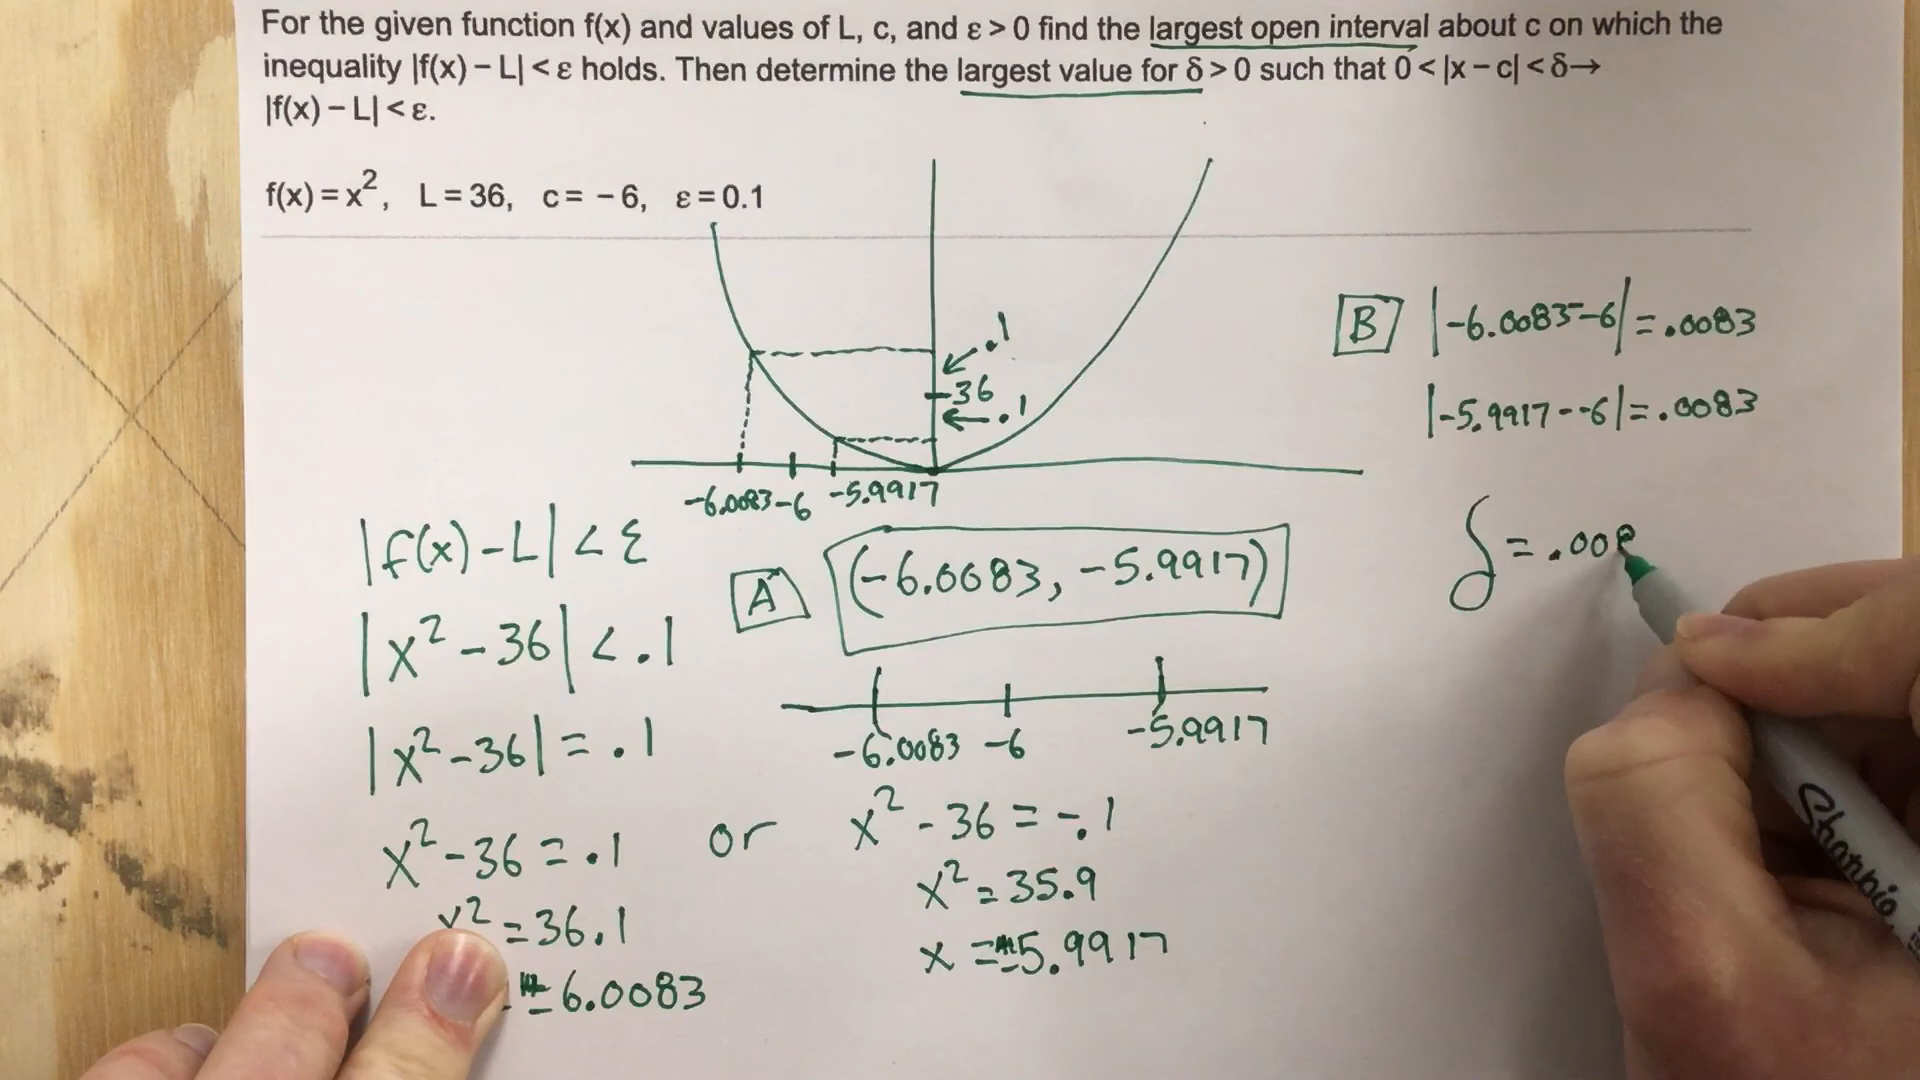 For the given function f(x) and values of L, c, and ε > 0 find the largest open interval about c on which the
inequality |f(x) − L| < ε holds. Then determine the largest value for δ > 0 such that 0 < |x − c| < δ→
|f(x) − L| < ε.
f(x) = x², L = 36, c = − 6, ε = 0.1
.1
36
.1
-6.0083 -6 -5.9917
B |-6.0083--6| = .0083
|-5.9917--6| = .0083
δ = .008
|f(x) - L| < ε
|x² - 36| < .1
|x² - 36| = .1
x² - 36 = .1 or x² - 36 = -.1
x² = 36.1
6.0083
A (-6.0083, -5.9917)
-6.0083 -6 -5.9917
x² = 35.9
x = -5.9917
Sharpie